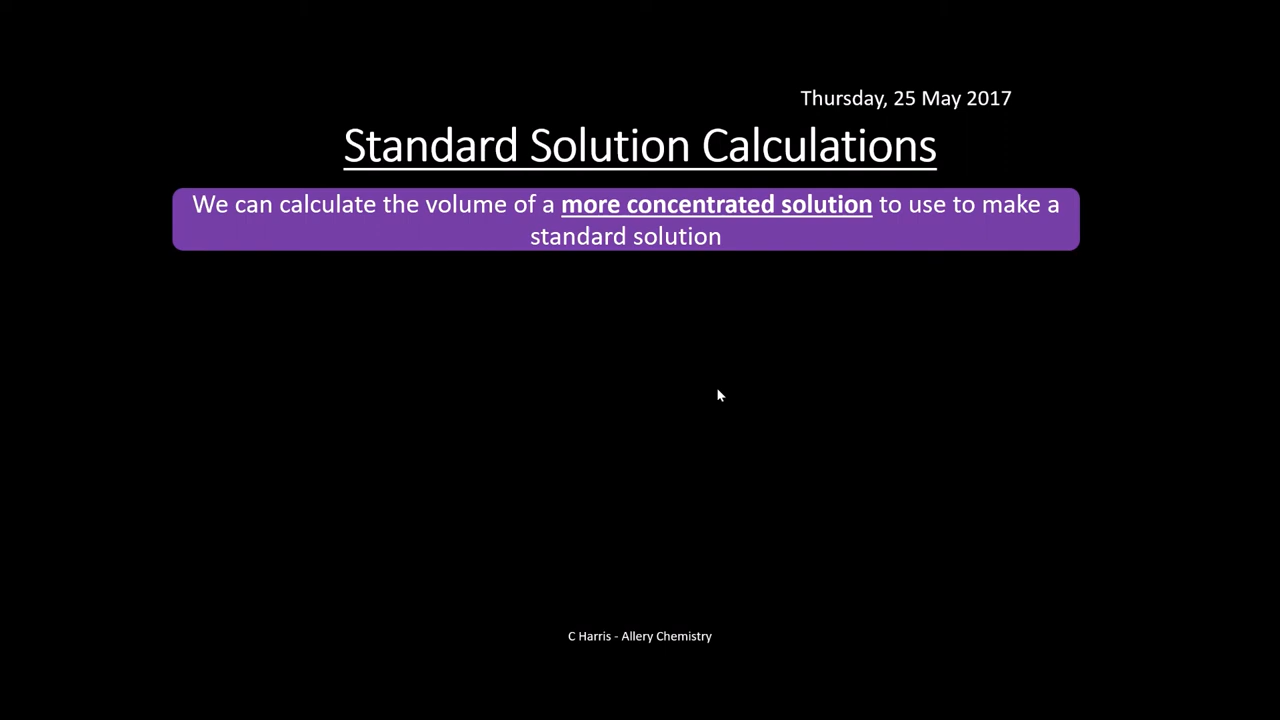 Thursday, 25 May 2017
Standard Solution Calculations
We can calculate the volume of a more concentrated solution to use to make a
standard solution
C Harris - Allery Chemistry